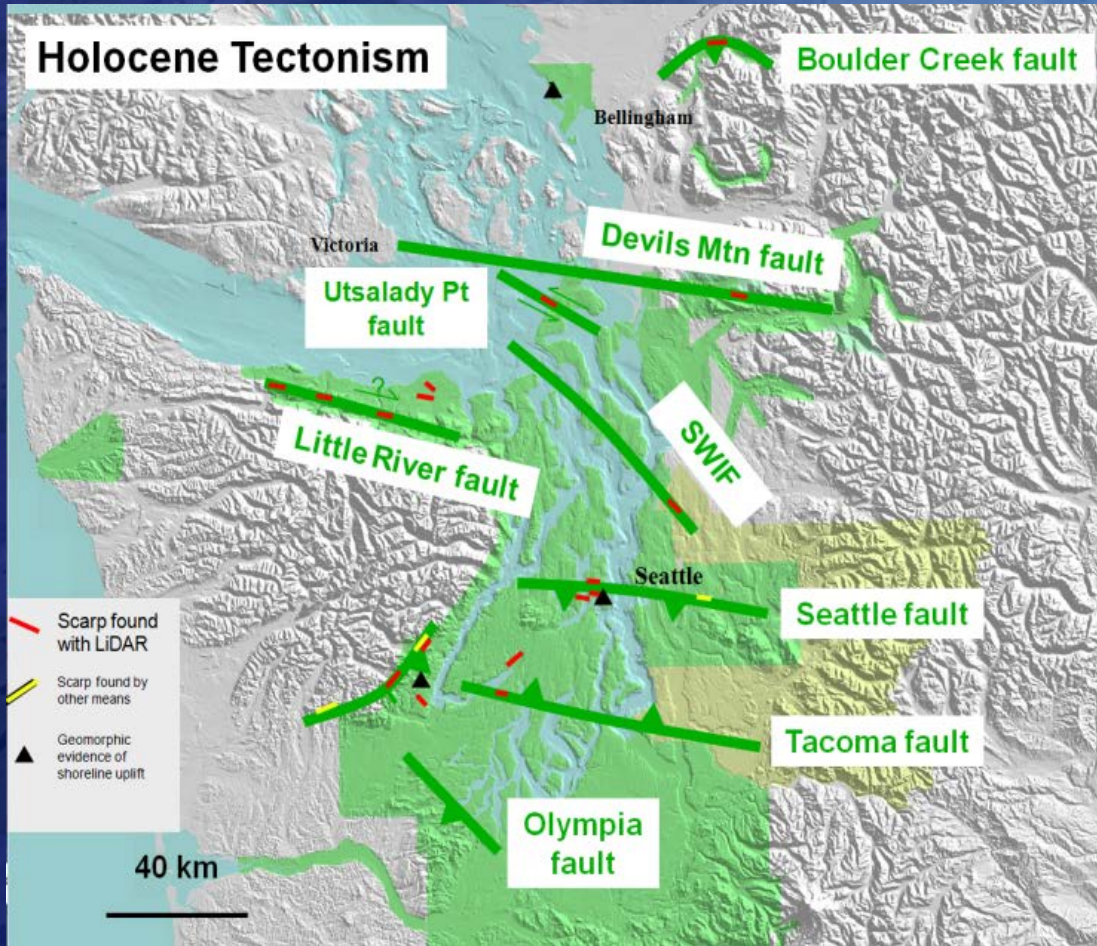 Holocene Tectonism
Boulder Creek fault
Bellingham
Devils Mtn fault
Victoria
Utsalady Pt
fault
?
Little River fault
SWIF
Seattle
Seattle fault
Scarp found
with LiDAR
Scarp found by
other means
Geomorphic
evidence of
shoreline uplift
Tacoma fault
Olympia
fault
40 km